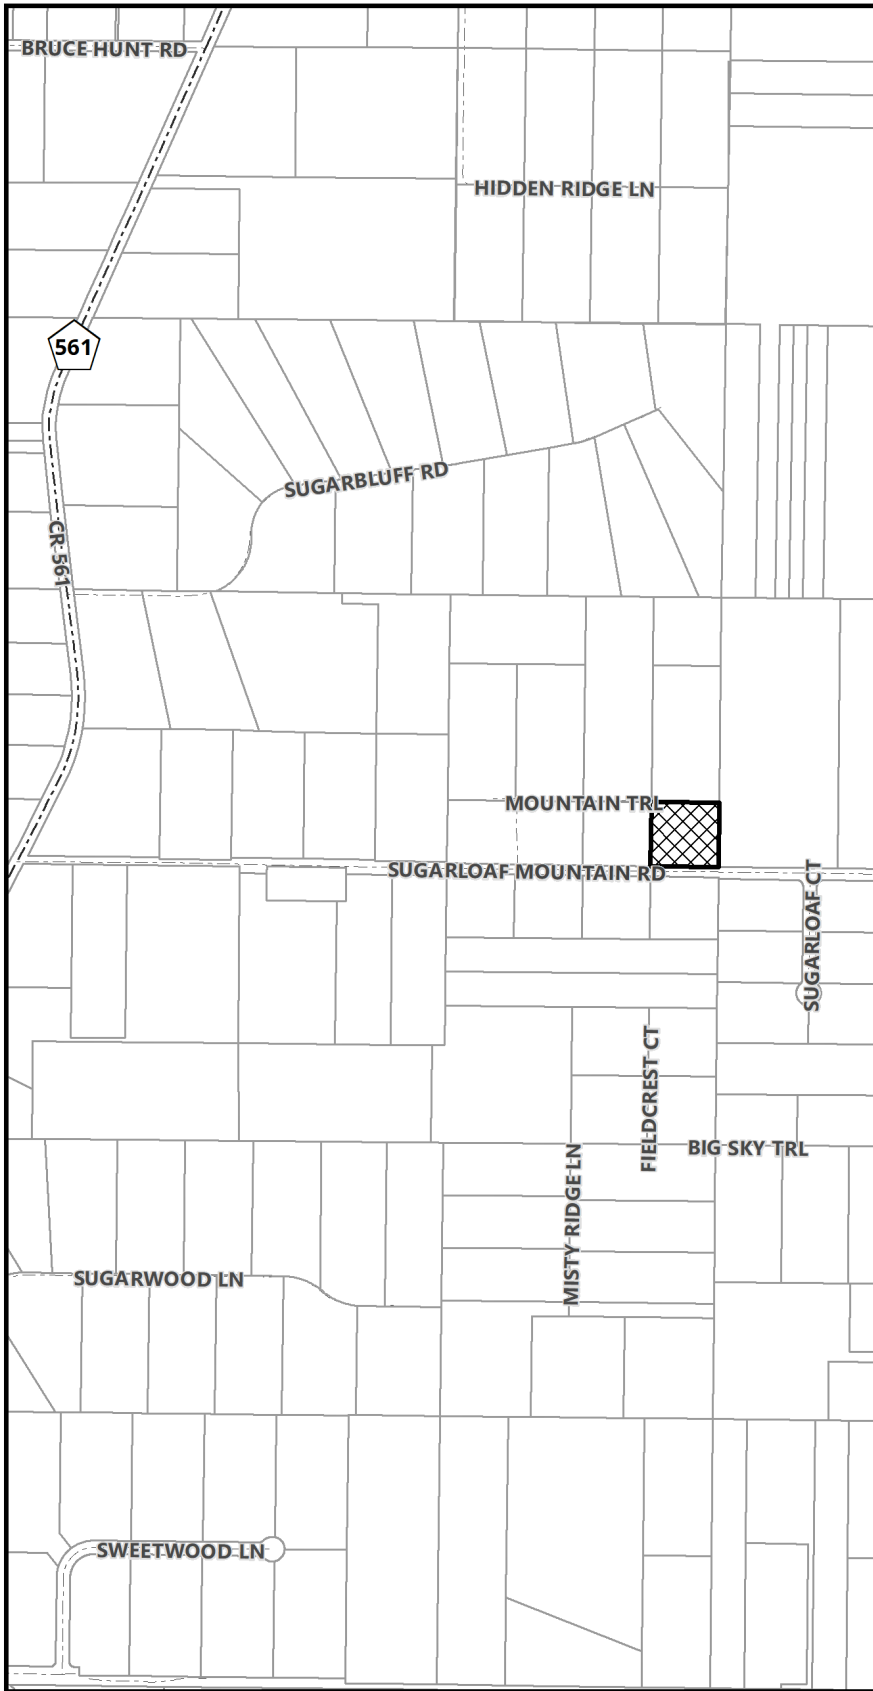 BRUCE HUNT RD
HIDDEN RIDGE LN
561
SUGARBLUFF RD
CR 561
MOUNTAIN TRL
SUGARLOAF MOUNTAIN RD
SUGARLOAF CT
FIELDCREST CT
BIG SKY TRL
MISTY RIDGE LN
SUGARWOOD LN
SWEETWOOD LN